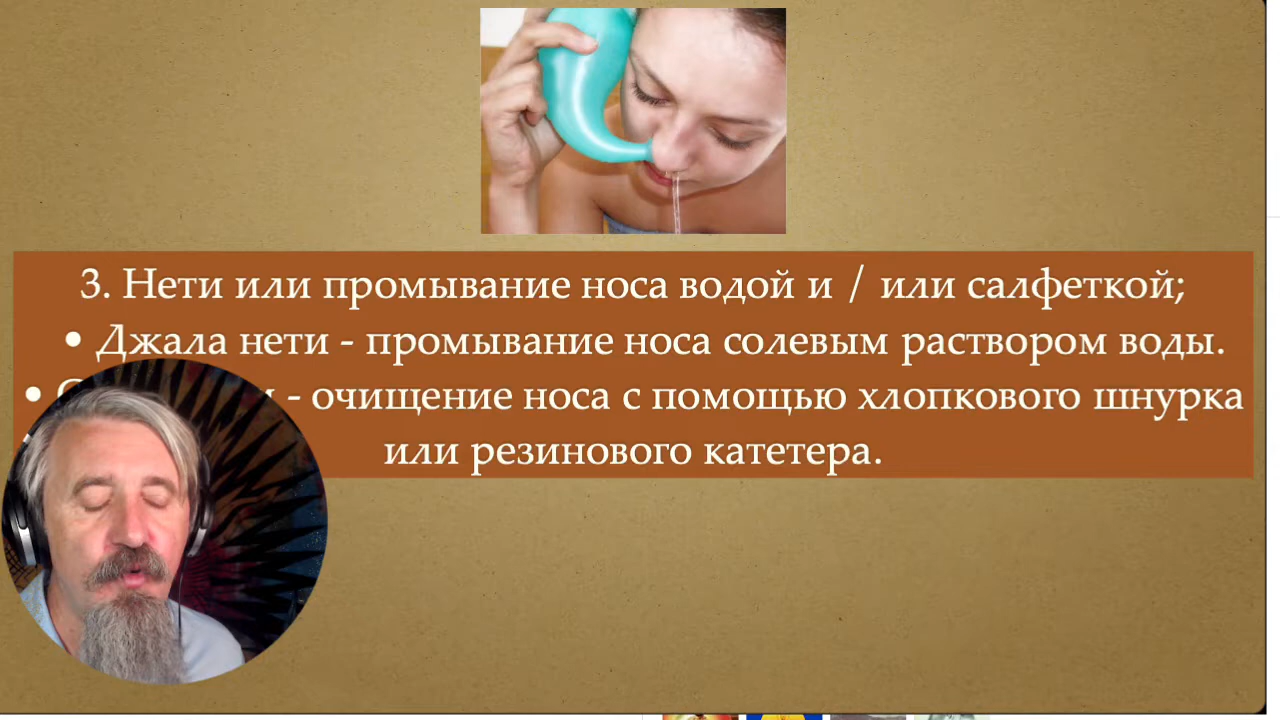 3. Нети или промывание носа водой и / или салфеткой;
• Джала нети - промывание носа солевым раствором воды.
• - очищение носа с помощью хлопкового шнурка
или резинового катетера.